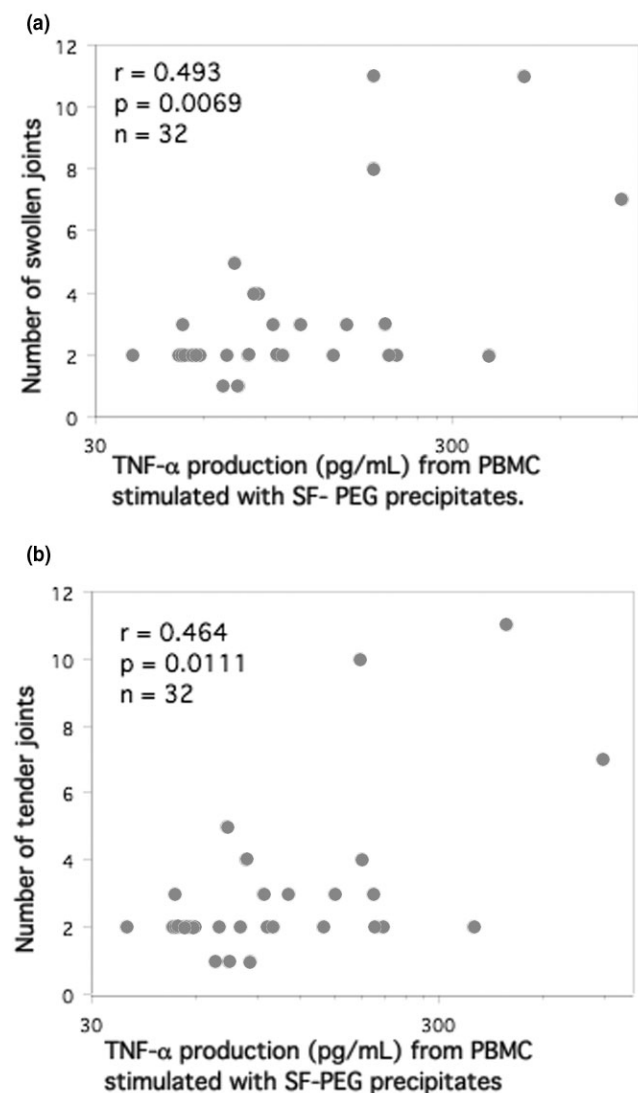 (a)
12
10
8
6
4
2
0
Number of swollen joints
r = 0.493
p = 0.0069
n = 32
30
300
TNF-α production (pg/mL) from PBMC
stimulated with SF- PEG precipitates.
(b)
12
10
8
6
4
2
0
Number of tender joints
r = 0.464
p = 0.0111
n = 32
30
300
TNF-α production (pg/mL) from PBMC
stimulated with SF-PEG precipitates